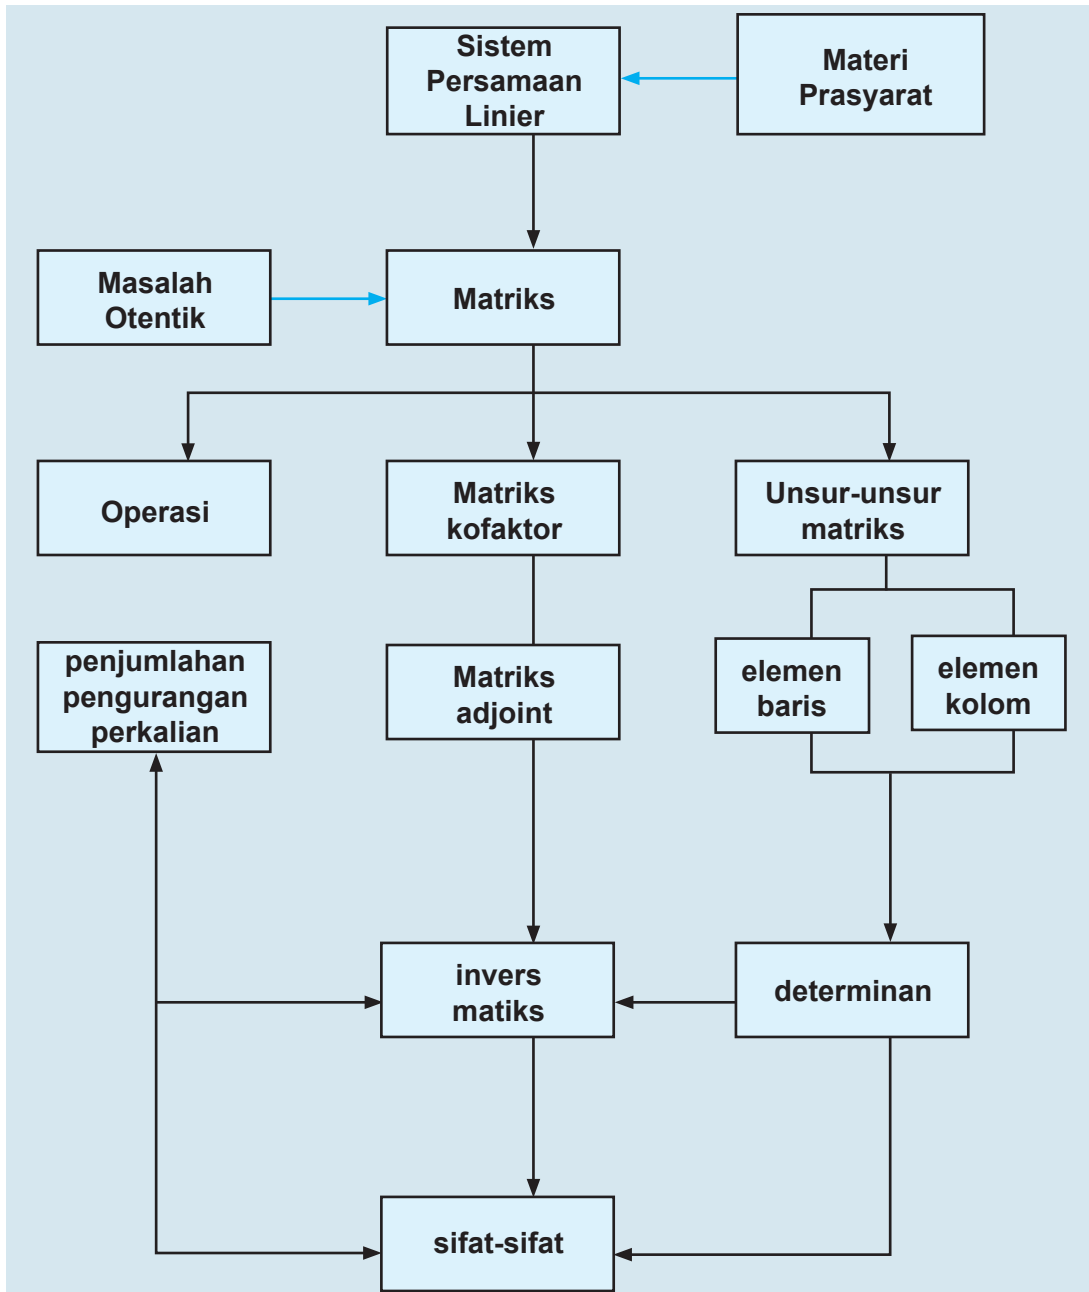 Sistem
Persamaan
Linier
Materi
Prasyarat
Masalah
Otentik
Matriks
Operasi
Matriks
kofaktor
Unsur-unsur
matriks
penjumlahan
pengurangan
perkalian
Matriks
adjoint
elemen
baris
elemen
kolom
invers
matiks
determinan
sifat-sifat